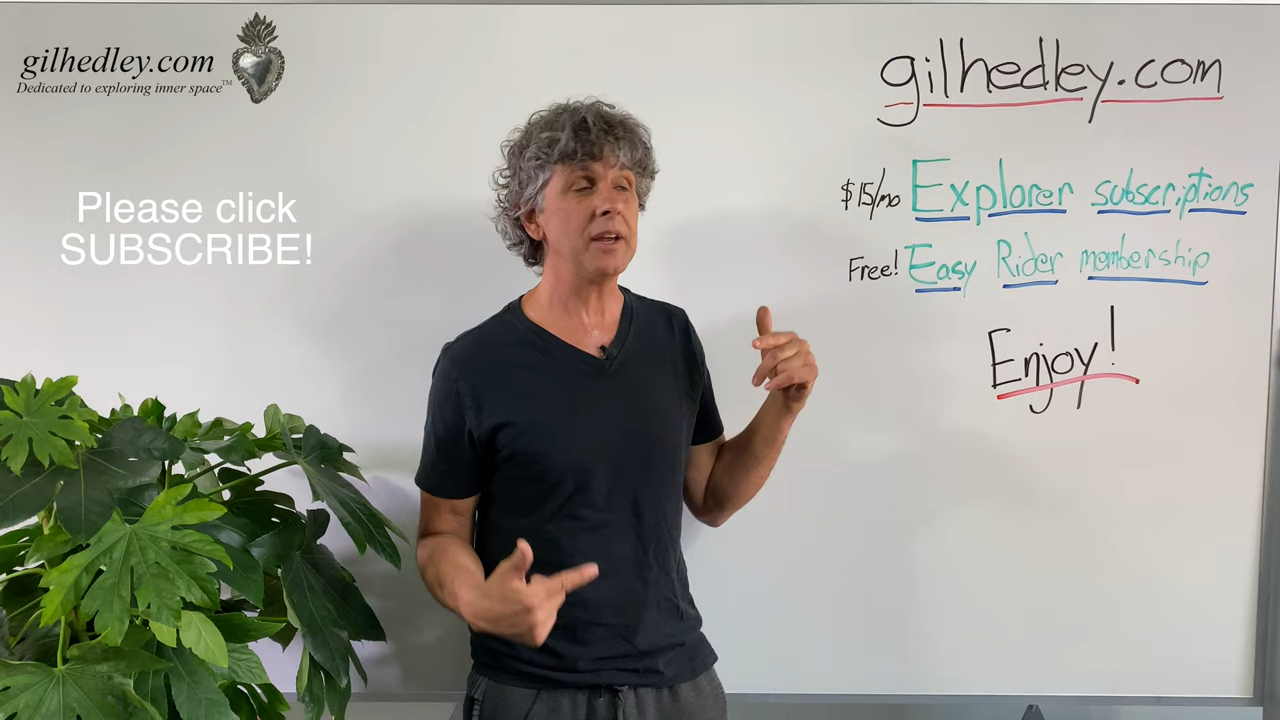 gilhedley.com
Dedicated to exploring inner space™
Please click
SUBSCRIBE!
gilhedley.com
$15/mo Explorer subscriptions
Free! Easy Rider membership
Enjoy!